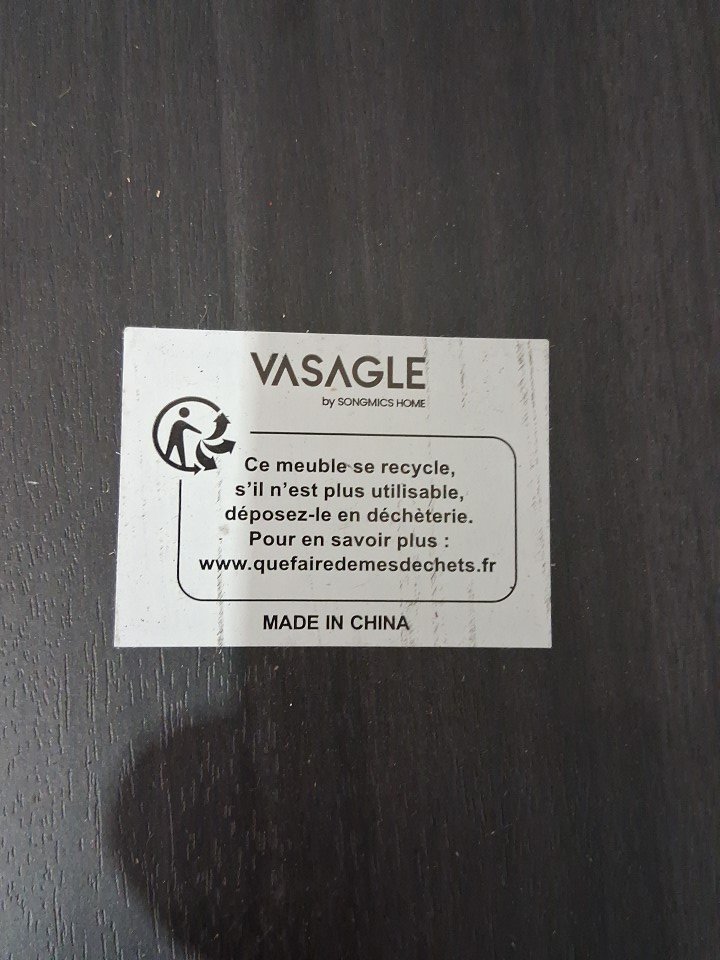 VASAGLE
by SONGMICS HOME
Ce meuble se recycle,
s'il n'est plus utilisable,
déposez-le en déchèterie.
Pour en savoir plus :
www.quefairedemesdechets.fr
MADE IN CHINA